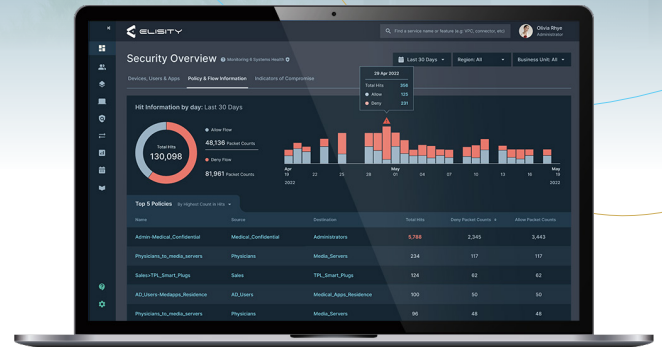 ELISITY
Find a service name or feature (e.g. VPC, connector, etc)
Olivia Rhye
Administrator
Security Overview
Monitoring 8 Systems Health
Last 30 Days
Region: All
Business Unit: All
Devices, Users & Apps
Policy & Flow Information
Indicators of Compromise
29 Apr 2022
Total Hits 356
Allow 125
Deny 231
Hit Information by day: Last 30 Days
Total Hits
130,098
Allow Flow
48,136 Packet Counts
Deny Flow
81,961 Packet Counts
Apr May May
19 22 25 28 01 04 07 10 13 16 19
2022 2022
Top 5 Policies By Highest Count in Hits
Name Source Destination Total Hits Deny Packet Counts Allow Packet Counts
Admin-Medical_Confidential Medical_Confidential Administrators 5,788 2,345 3,443
Physicians_to_media_servers Physicians Media_Servers 234 117 117
Sales>TPL_Smart_Plugs Sales TPL_Smart_Plugs 124 62 62
AD_Users-Medapps_Residence AD_Users Medical_Apps_Residence 100 50 50
Physicians_to_media_servers Physicians Media_Servers 96 48 48